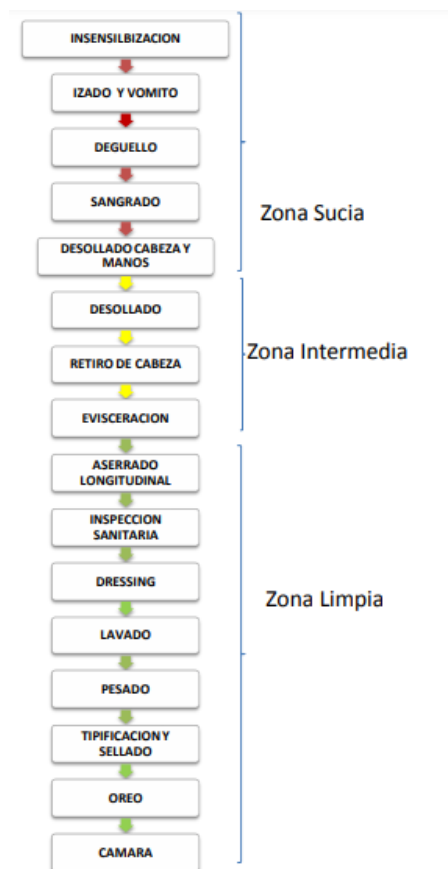 INSENSILBIZACION
IZADO Y VOMITO
DEGUELLO
SANGRADO
Zona Sucia
DESOLLADO CABEZA Y
MANOS
DESOLLADO
Zona Intermedia
RETIRO DE CABEZA
EVISCERACION
ASERRADO
LONGITUDINAL
INSPECCION
SANITARIA
DRESSING
Zona Limpia
LAVADO
PESADO
TIPIFICACION Y
SELLADO
OREO
CAMARA